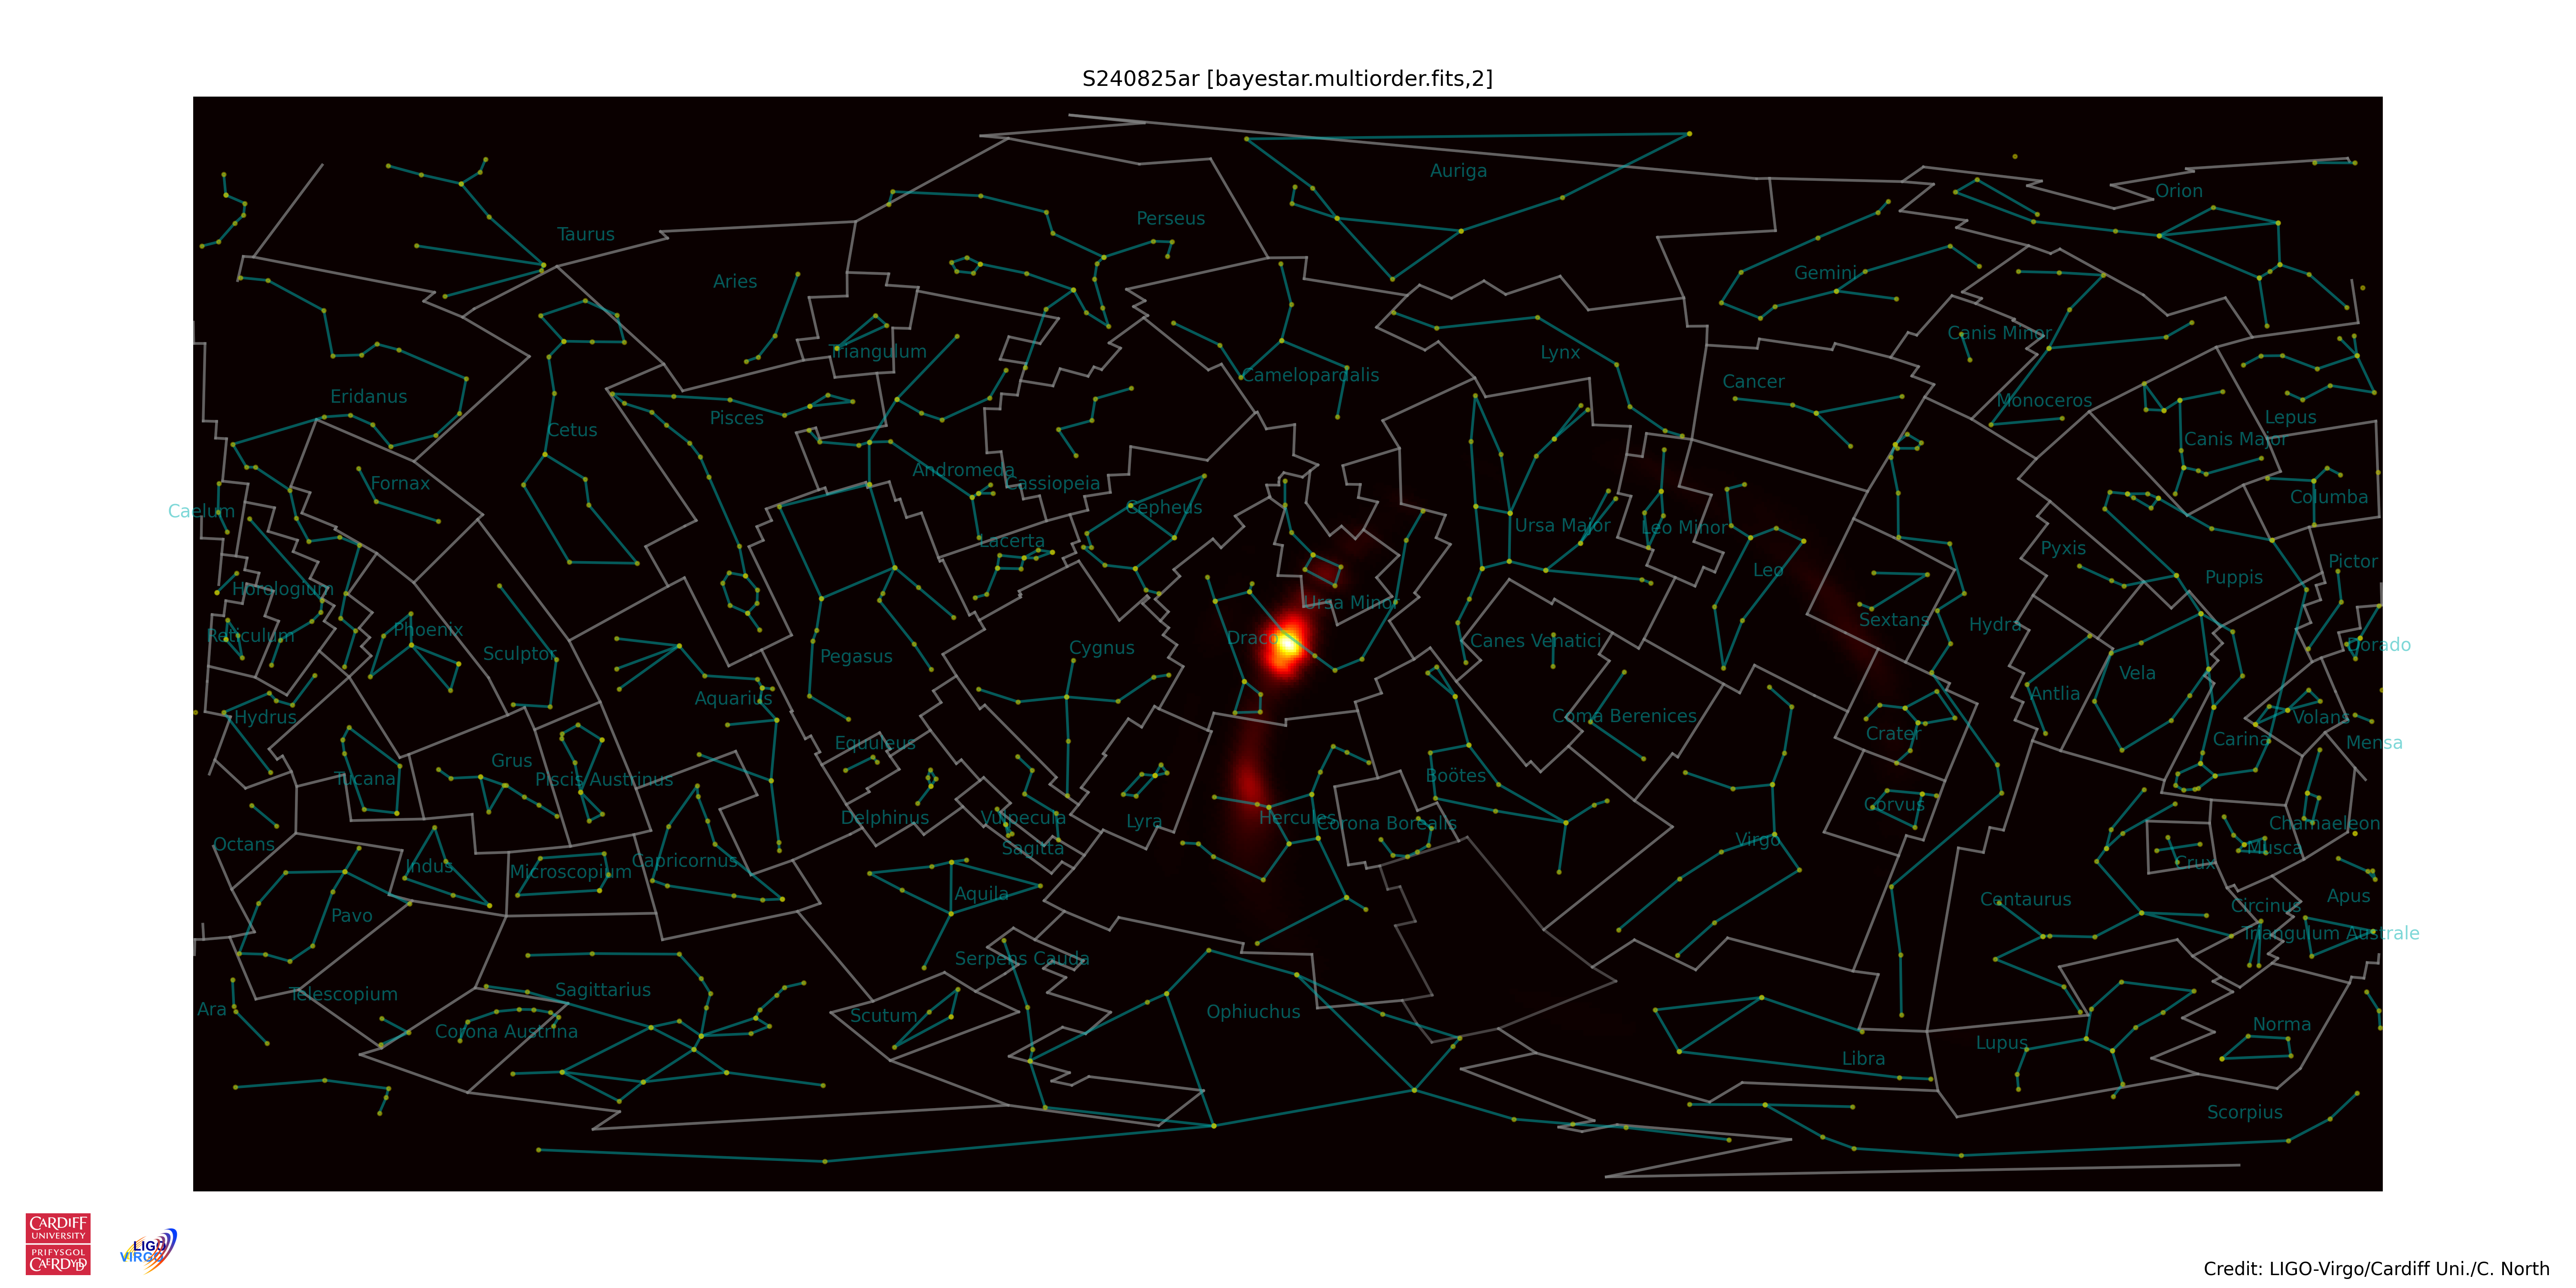 S240825ar [bayestar.multiorder.fits,2]
Auriga
Orion
Perseus
Taurus
Gemini
Aries
Canis Minor
Triangulum
Lynx
Camelopardalis
Cancer
Eridanus
Monoceros
Pisces
Lepus
Cetus
Canis Major
Andromeda
Fornax
Cassiopeia
Columba
Cepheus
Caelum
Ursa Major
Leo Minor
Lacerta
Pyxis
Pictor
Leo
Puppis
Horologium
Ursa Minor
Sextans
Hydra
Phoenix
Reticulum
Draco
Canes Venatici
Dorado
Cygnus
Sculptor
Pegasus
Vela
Antlia
Aquarius
Hydrus
Coma Berenices
Volans
Crater
Carina
Equuleus
Mensa
Grus
Tucana
Piscis Austrinus
Boötes
Corvus
Delphinus
Vulpecula
Hercules
Lyra
Corona Borealis
Chamaeleon
Virgo
Octans
Sagitta
Musca
Capricornus
Crux
Indus
Microscopium
Aquila
Apus
Centaurus
Circinus
Pavo
Triangulum Australe
Serpens Cauda
Sagittarius
Telescopium
Ara
Ophiuchus
Scutum
Norma
Corona Austrina
Lupus
Libra
Scorpius
CARDIFF
UNIVERSITY
PRIFYSGOL
CAERDYDD
LIGO
VIRGO
Credit: LIGO-Virgo/Cardiff Uni./C. North